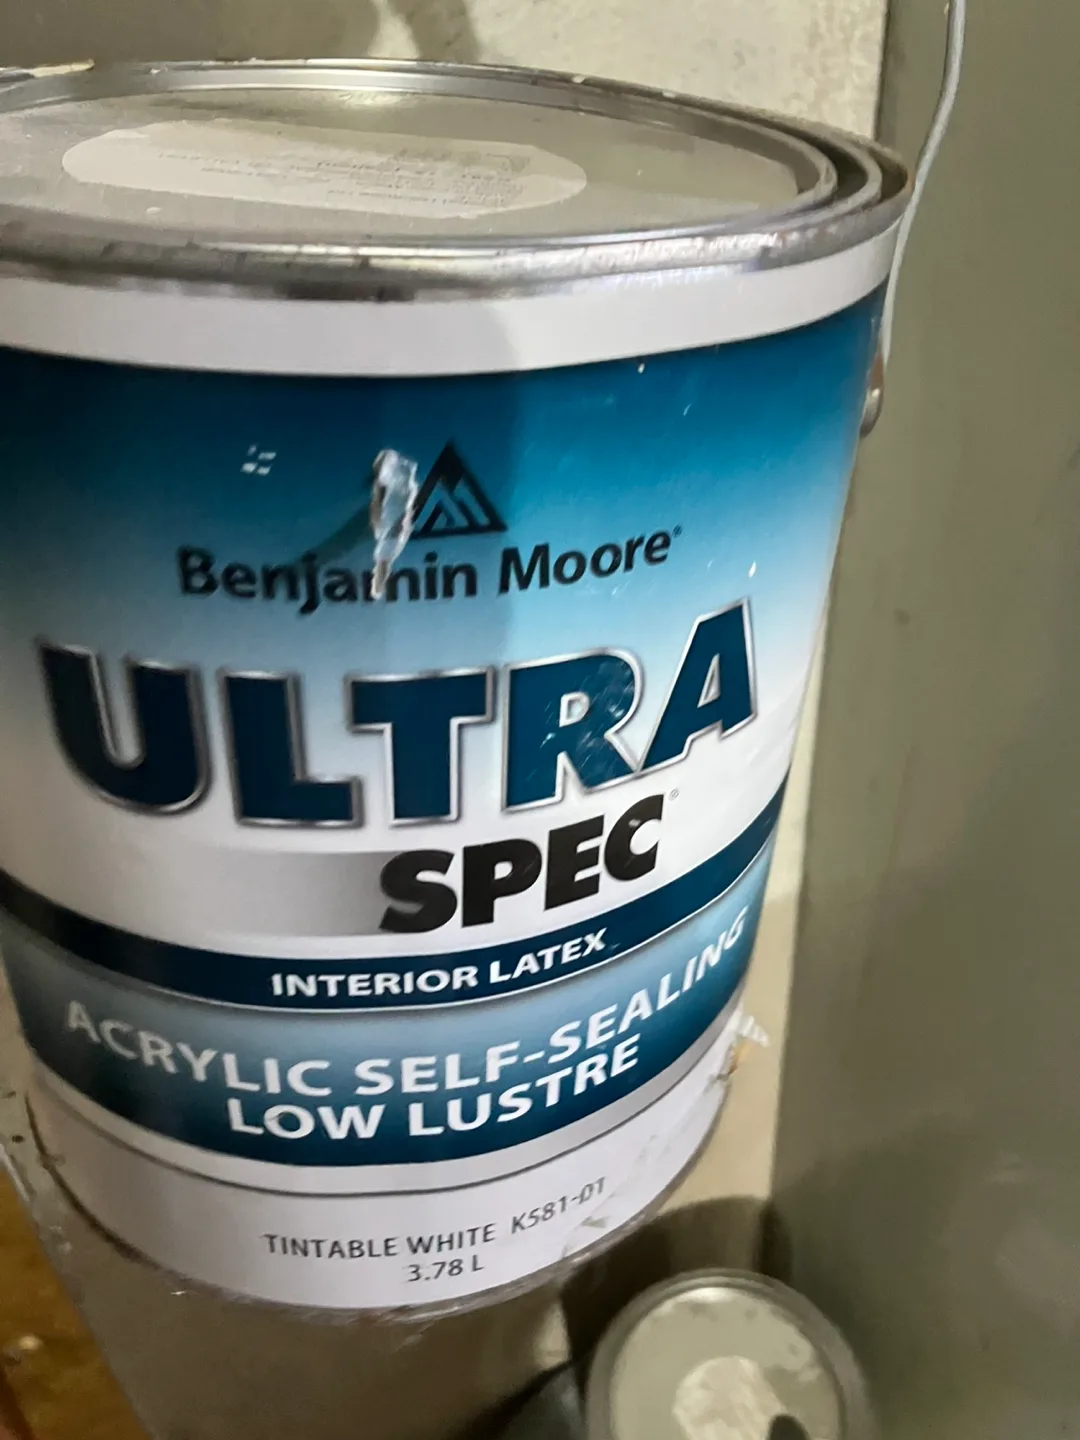 Benjamin Moore®
ULTRA
SPEC®
INTERIOR LATEX
ACRYLIC SELF-SEALING
LOW LUSTRE
TINTABLE WHITE K581-01
3.78 L